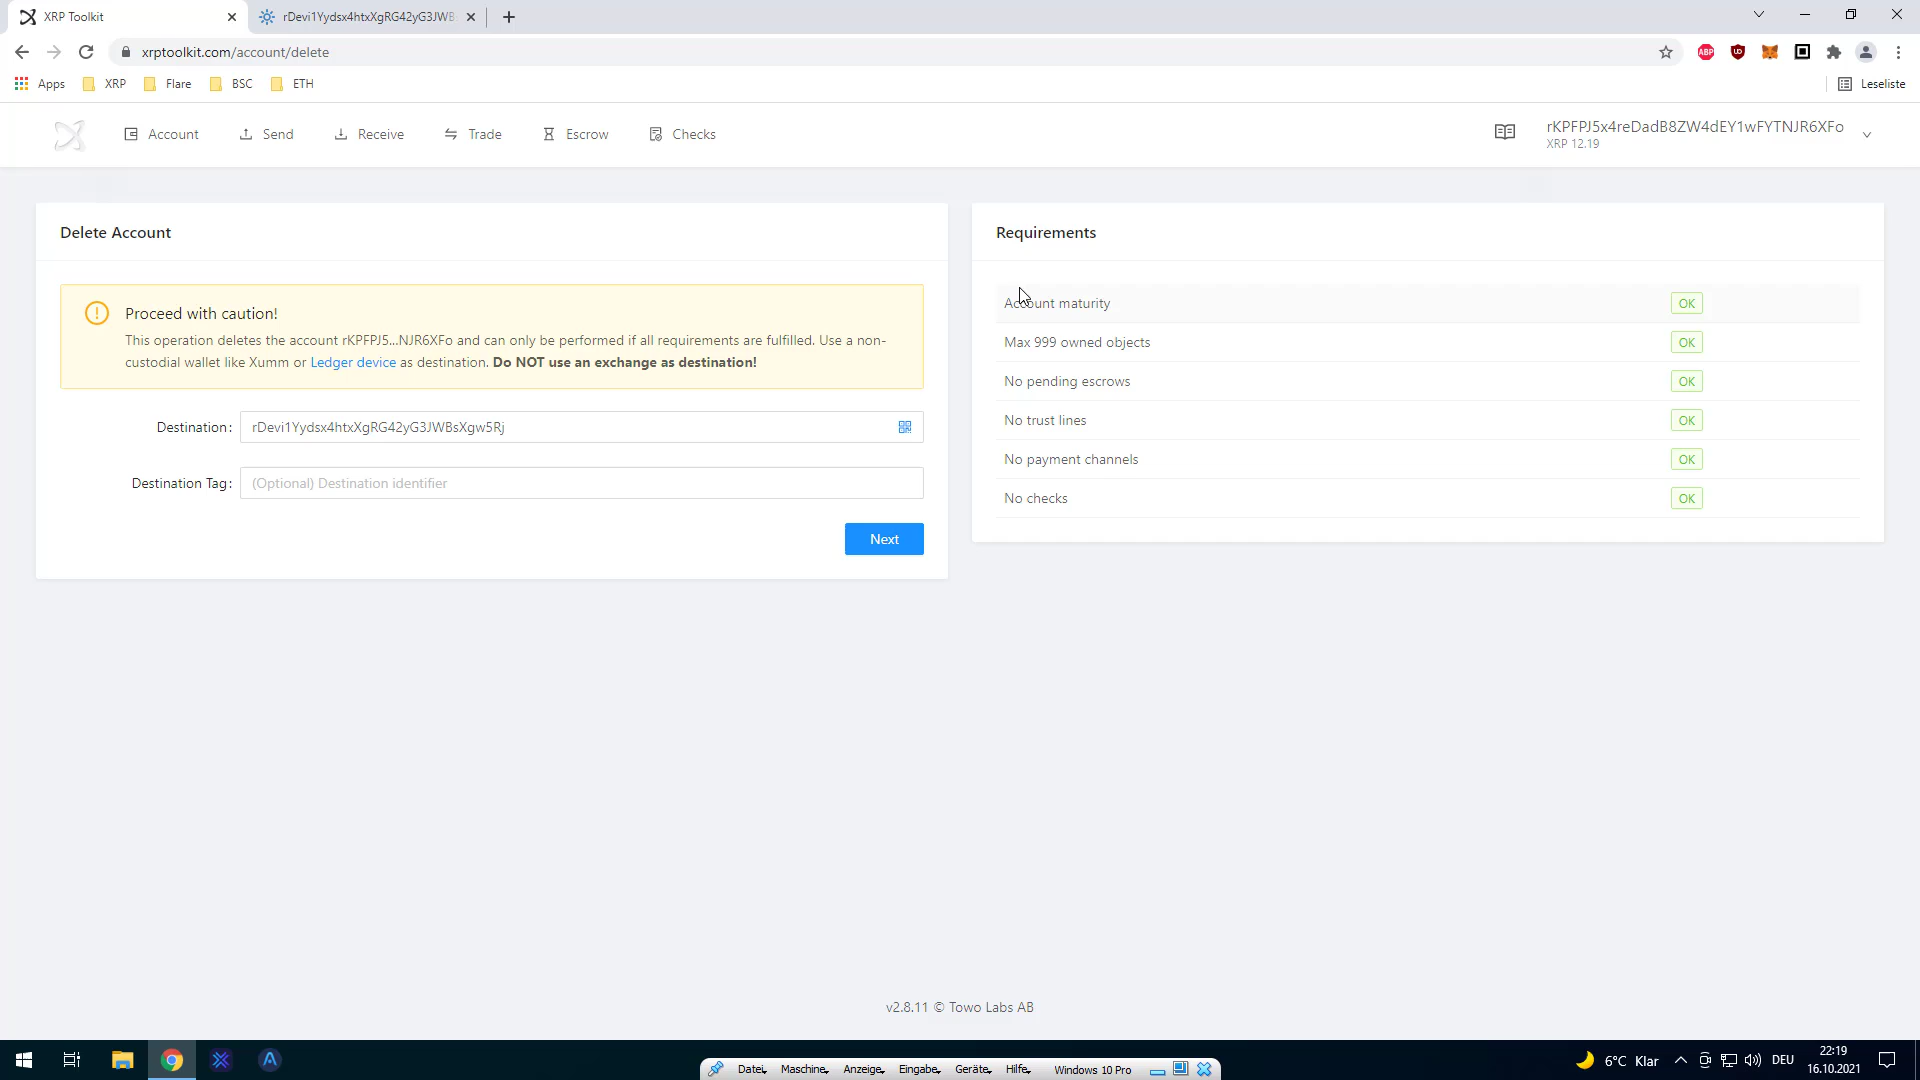 XRP Toolkit
rDevi1Yydsx4htxXgRG42yG3JWBs
xrptoolkit.com/account/delete
ABP
Apps
XRP
Flare
BSC
ETH
Leseliste
Account
Send
Receive
Trade
Escrow
Checks
rKPFPJ5x4reDadB8ZW4dEY1wFYTNJR6XFo
XRP 12.19
Delete Account
Proceed with caution!
This operation deletes the account rKPFPJ5...NJR6XFo and can only be performed if all requirements are fulfilled. Use a non-
custodial wallet like Xumm or Ledger device as destination. Do NOT use an exchange as destination!
Destination:
rDevi1Yydsx4htxXgRG42yG3JWBsXgw5Rj
Destination Tag:
(Optional) Destination identifier
Next
Requirements
Account maturity OK
Max 999 owned objects OK
No pending escrows OK
No trust lines OK
No payment channels OK
No checks OK
v2.8.11 © Towo Labs AB
Datei
Maschine
Anzeige
Eingabe
Geräte
Hilfe
Windows 10 Pro
6°C Klar
DEU
22:19
16.10.2021